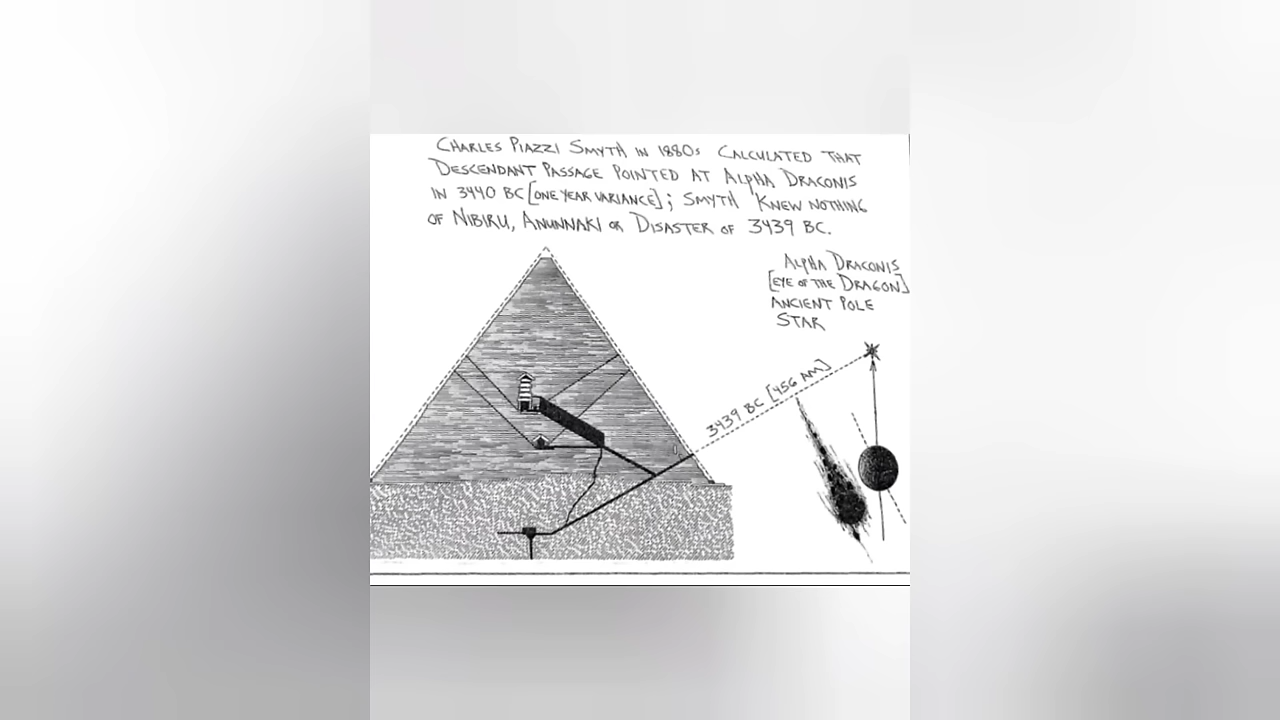 CHARLES PIAZZI SMYTH IN 1880s CALCULATED THAT
DESCENDANT PASSAGE POINTED AT ALPHA DRACONIS
IN 3440 BC [ONE YEAR VARIANCE]; SMYTH KNEW NOTHING
OF NIBIRU, ANUNNAKI OR DISASTER OF 3439 BC.
ALPHA DRACONIS
[EYE OF THE DRAGON]
ANCIENT POLE
STAR
3439 BC [456 AM]